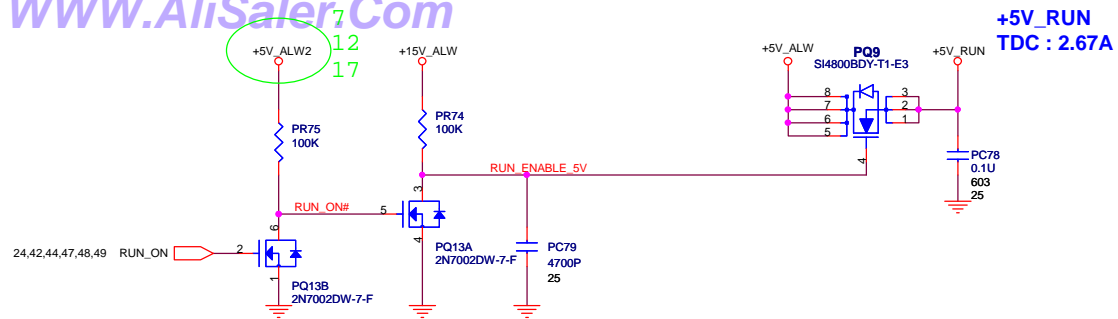 WWW.AliSaler.Com
7
12
17
+5V_ALW2
+15V_ALW
+5V_ALW
PQ9
SI4800BDY-T1-E3
+5V_RUN
+5V_RUN
TDC : 2.67A
PR75
100K
PR74
100K
8
7
6
5
3
2
1
4
PC78
0.1U
603
25
RUN_ENABLE_5V
RUN_ON#
5
3
4
PQ13A
2N7002DW-7-F
PC79
4700P
25
24,42,44,47,48,49 RUN_ON
2
6
1
PQ13B
2N7002DW-7-F